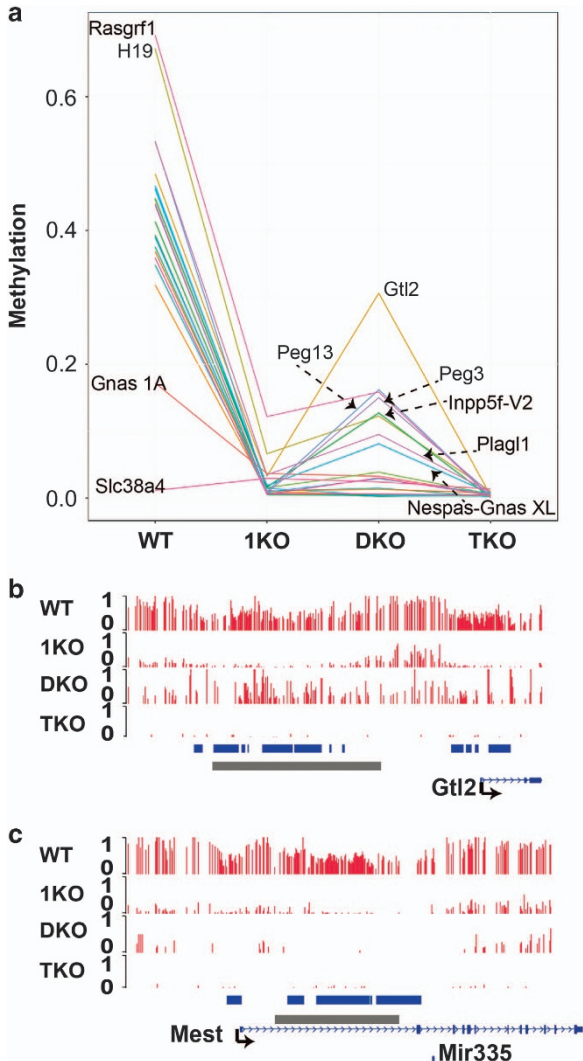 a
Rasgrf1
H19
0.6
0.4
0.2
0.0
Methylation
Gtl2
Peg13
Peg3
Inpp5f-V2
Gnas 1A
Plagl1
Slc38a4
Nespas-Gnas XL
WT 1KO DKO TKO
b
WT 1 0
1KO 1 0
DKO 1 0
TKO 1 0
Gtl2
c
WT 1 0
1KO 1 0
DKO 1 0
TKO 1 0
Mest
Mir335